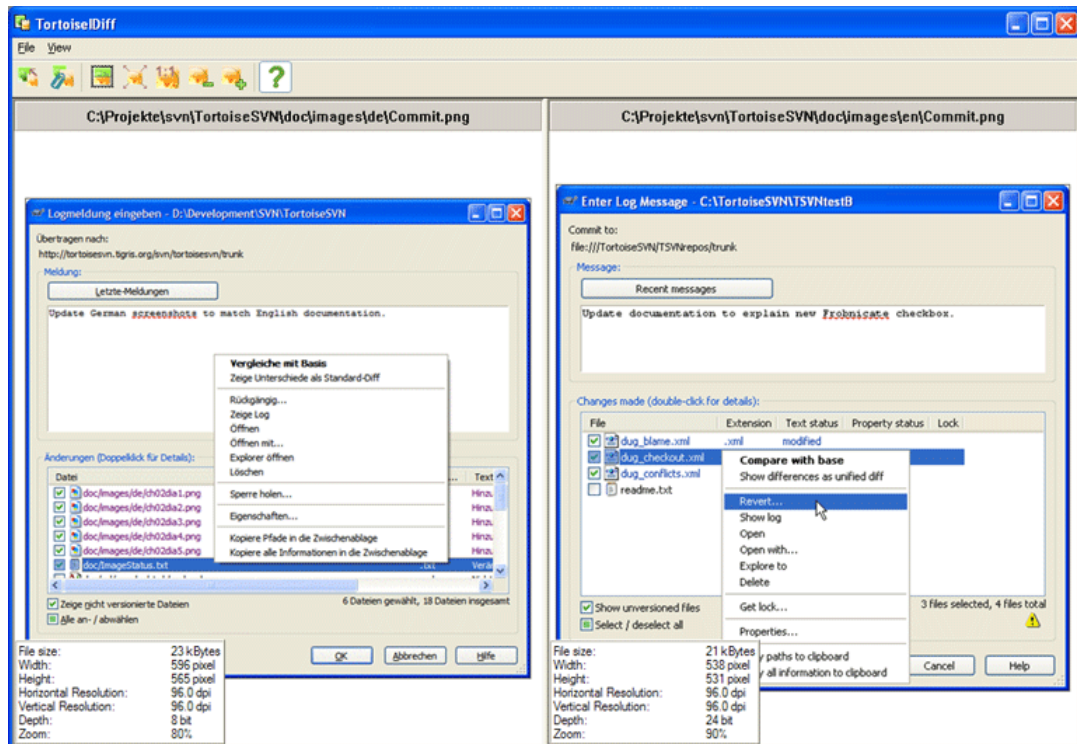 TortoiseIDiff
File View
C:\Projekte\svn\TortoiseSVN\doc\images\de\Commit.png
Logmeldung eingeben - D:\Development\SVN\TortoiseSVN
Übertragen nach:
http://tortoisesvn.tigris.org/svn/tortoisesvn/trunk
Meldung:
Letzte-Meldungen
Update German screenshots to match English documentation.
Vergleiche mit Basis
Zeige Unterschiede als Standard-Diff
Rückgängig...
Zeige Log
Öffnen
Öffnen mit...
Explorer öffnen
Löschen
Sperre holen...
Eigenschaften...
Kopiere Pfade in die Zwischenablage
Kopiere alle Informationen in die Zwischenablage
Änderungen (Doppelklick für Details):
Datei ... Text
doc/images/de/ch02dia1.png Hinzu
doc/images/de/ch02dia2.png Hinzu
doc/images/de/ch02dia3.png Hinzu
doc/images/de/ch02dia4.png Hinzu
doc/images/de/ch02dia5.png Hinzu
doc/ImageStatus.txt .txt Verä
Zeige nicht versionierte Dateien
6 Dateien gewählt, 18 Dateien insgesamt
Alle an- / abwählen
OK Abbrechen Hilfe
File size: 23 kBytes
Width: 596 pixel
Height: 565 pixel
Horizontal Resolution: 96.0 dpi
Vertical Resolution: 96.0 dpi
Depth: 8 bit
Zoom: 80%
C:\Projekte\svn\TortoiseSVN\doc\images\en\Commit.png
Enter Log Message - C:\TortoiseSVN\TSVNtestB
Commit to:
file:///TortoiseSVN/TSVNrepos/trunk
Message:
Recent messages
Update documentation to explain new Frobnicate checkbox.
Changes made (double-click for details):
File Extension Text status Property status Lock
dug_blame.xml .xml modified
dug_checkout.xml
dug_conflicts.xml
readme.txt
Compare with base
Show differences as unified diff
Revert...
Show log
Open
Open with...
Explore to
Delete
Get lock...
Properties...
y paths to clipboard
y all information to clipboard
Show unversioned files
3 files selected, 4 files total
Select / deselect all
Cancel Help
File size: 21 kBytes
Width: 538 pixel
Height: 531 pixel
Horizontal Resolution: 96.0 dpi
Vertical Resolution: 96.0 dpi
Depth: 24 bit
Zoom: 90%